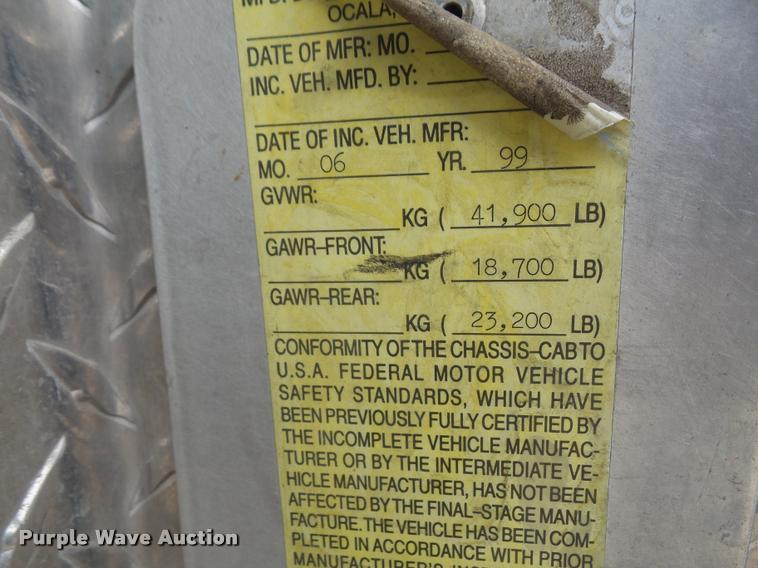 OCALA,
DATE OF MFR: MO.
INC. VEH. MFD. BY:
DATE OF INC. VEH. MFR:
MO. 06 YR. 99
GVWR:
KG ( 41,900 LB)
GAWR-FRONT:
KG ( 18,700 LB)
GAWR-REAR:
KG ( 23,200 LB)
CONFORMITY OF THE CHASSIS-CAB TO
U.S.A. FEDERAL MOTOR VEHICLE
SAFETY STANDARDS, WHICH HAVE
BEEN PREVIOUSLY FULLY CERTIFIED BY
THE INCOMPLETE VEHICLE MANUFAC-
TURER OR BY THE INTERMEDIATE VE-
HICLE MANUFACTURER, HAS NOT BEEN
AFFECTED BY THE FINAL-STAGE MANU-
FACTURE. THE VEHICLE HAS BEEN COM-
PLETED IN ACCORDANCE WITH PRIOR
MANUFACTURER'S
Purple Wave Auction